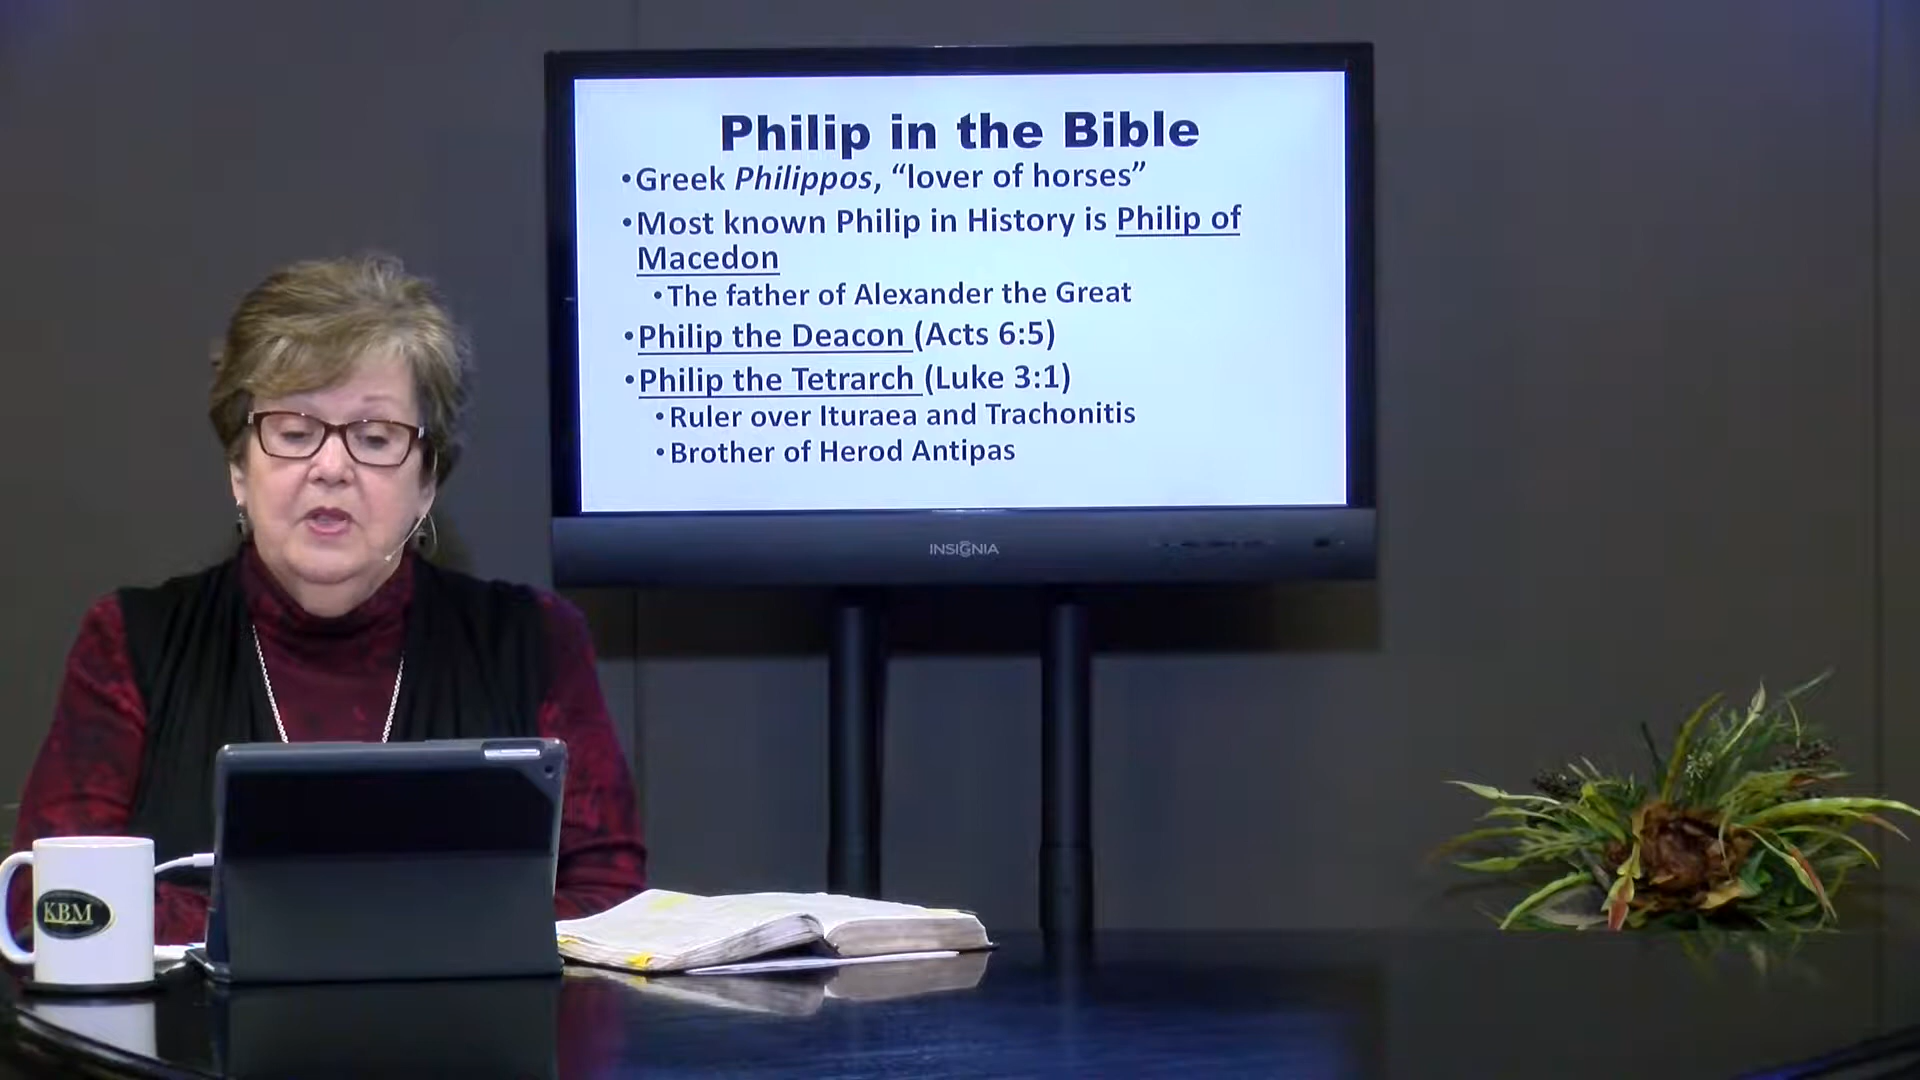 Philip in the Bible
•Greek Philippos, “lover of horses”
•Most known Philip in History is Philip of
Macedon
•The father of Alexander the Great
•Philip the Deacon (Acts 6:5)
•Philip the Tetrarch (Luke 3:1)
•Ruler over Ituraea and Trachonitis
•Brother of Herod Antipas
INSIGNIA
KBM